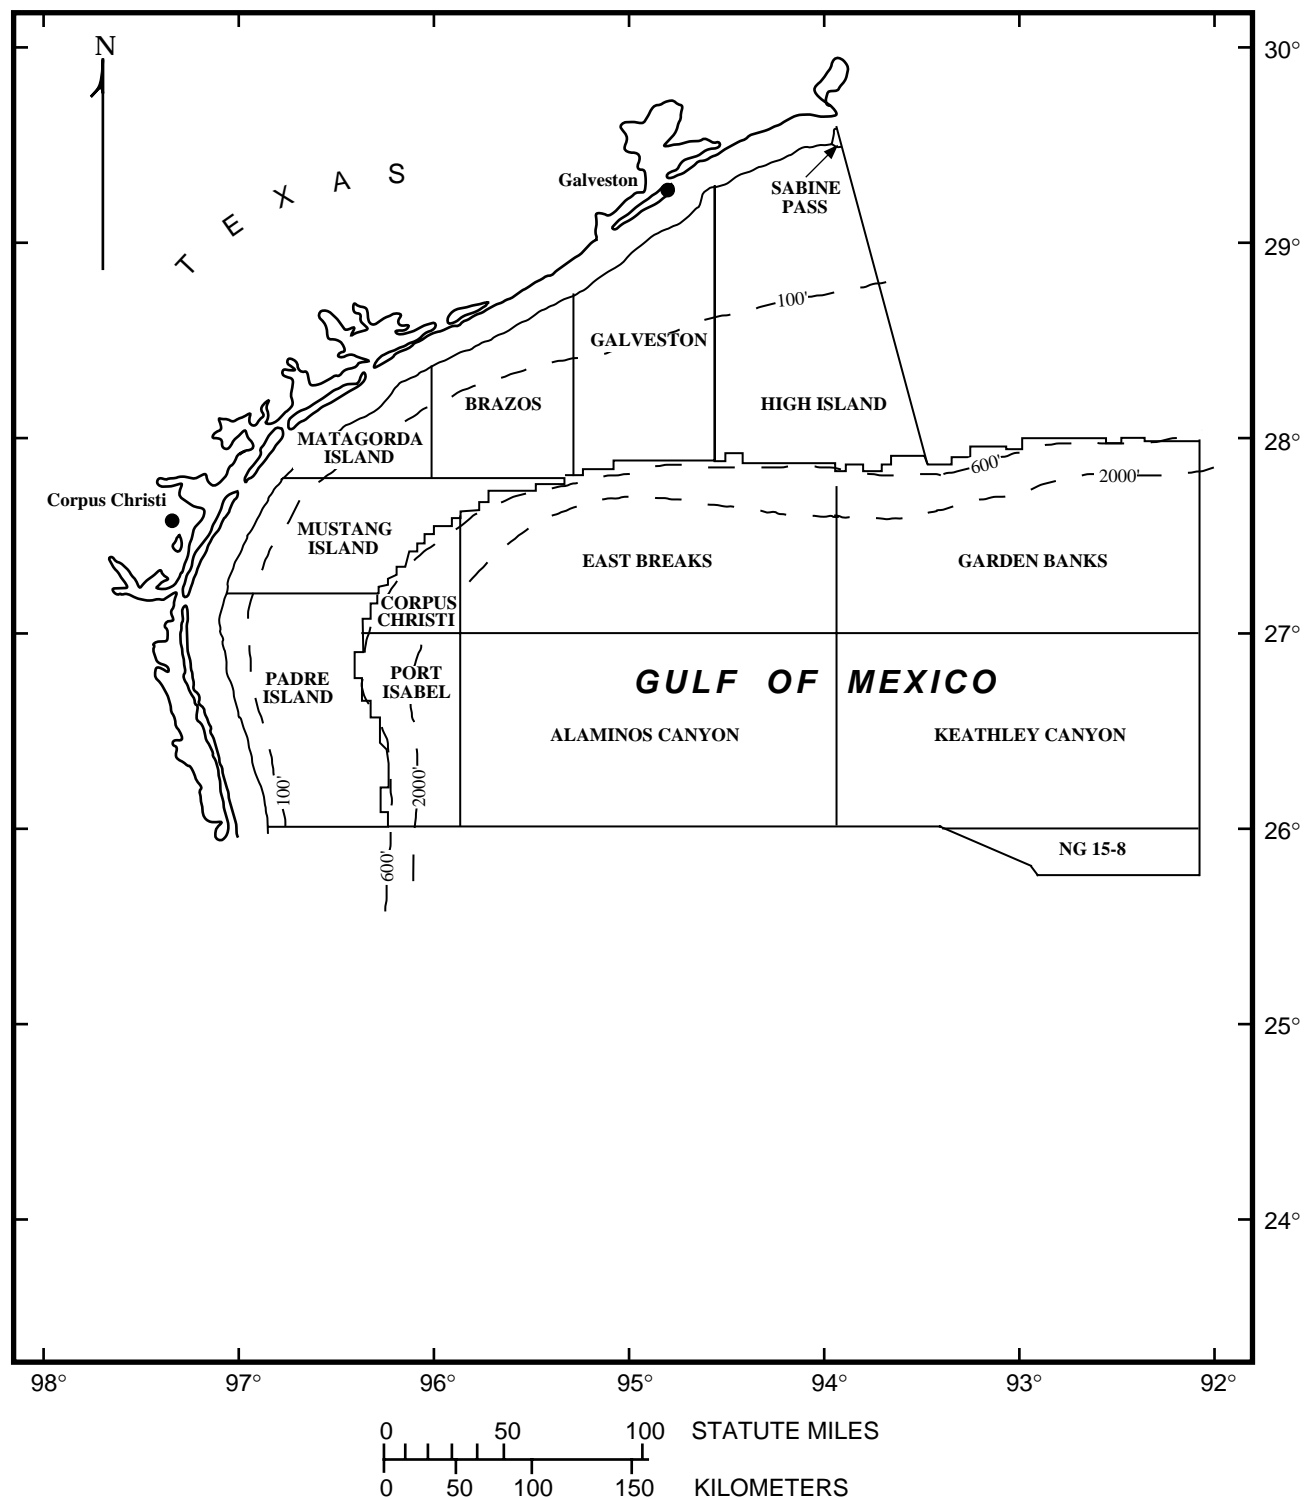 N
30°
TEXAS
Galveston
SABINE
PASS
29°
100'
GALVESTON
BRAZOS
HIGH ISLAND
MATAGORDA
ISLAND
28°
600'
2000'
Corpus Christi
MUSTANG
ISLAND
EAST BREAKS
GARDEN BANKS
CORPUS
CHRISTI
27°
PADRE
ISLAND
PORT
ISABEL
GULF OF MEXICO
ALAMINOS CANYON
KEATHLEY CANYON
100'
2000'
600'
26°
NG 15-8
25°
24°
98° 97° 96° 95° 94° 93° 92°
0 50 100 STATUTE MILES
0 50 100 150 KILOMETERS